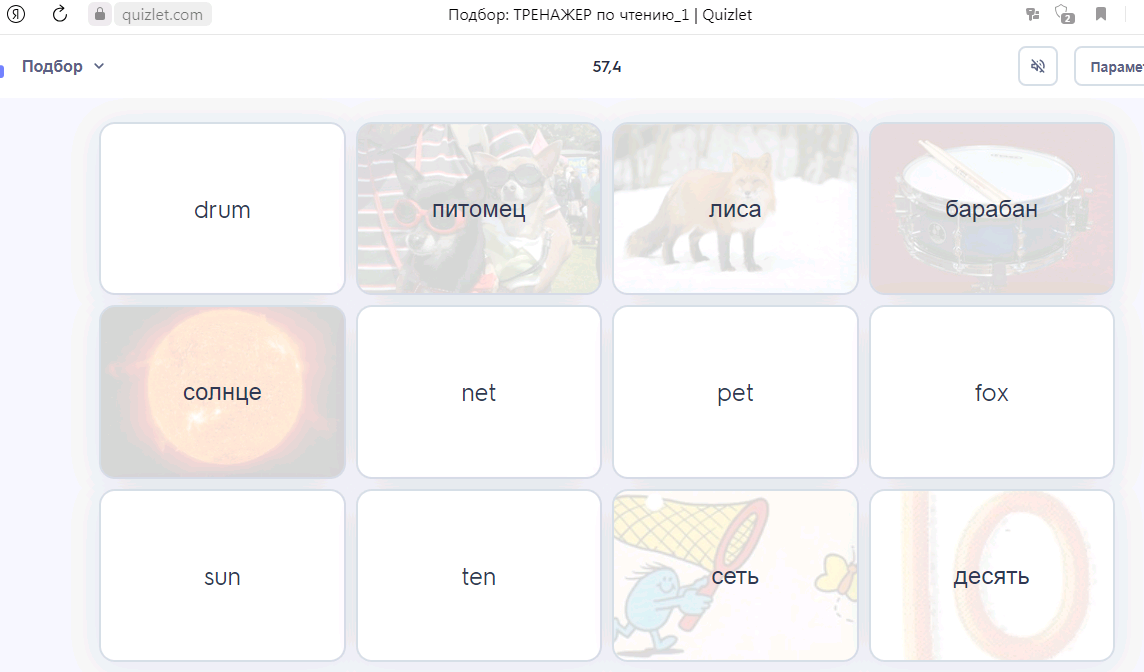 Я
quizlet.com
Подбор: ТРЕНАЖЕР по чтению_1 | Quizlet
2
Подбор
57,4
Парамет
drum
питомец
лиса
барабан
солнце
net
pet
fox
sun
ten
сеть
десять